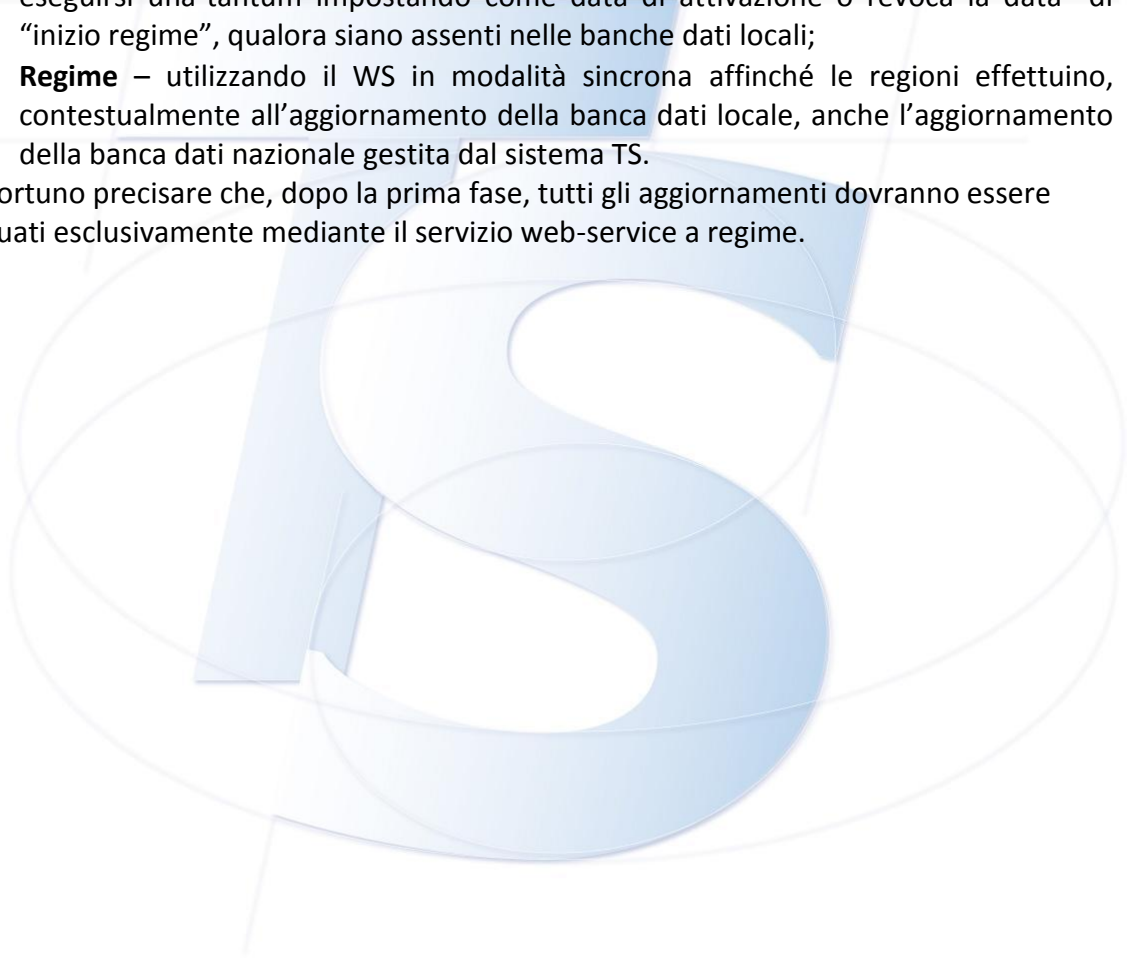 eseguirsi una-tantum impostando come data di attivazione o revoca la data di
“inizio regime”, qualora siano assenti nelle banche dati locali;
Regime – utilizzando il WS in modalità sincrona affinché le regioni effettuino,
contestualmente all’aggiornamento della banca dati locale, anche l’aggiornamento
della banca dati nazionale gestita dal sistema TS.
ortuno precisare che, dopo la prima fase, tutti gli aggiornamenti dovranno essere
uati esclusivamente mediante il servizio web-service a regime.